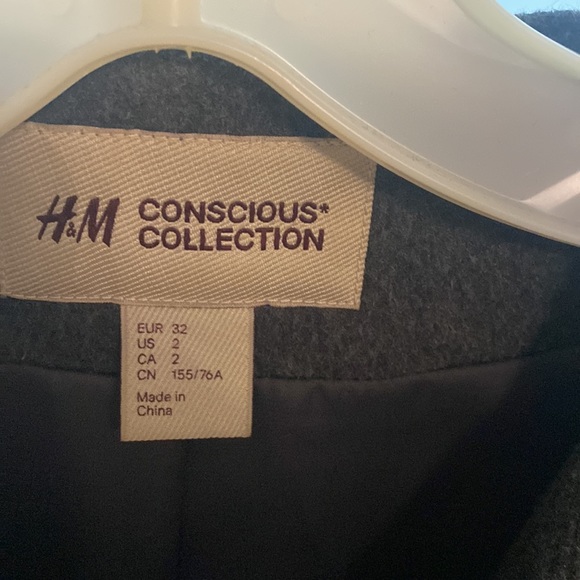 H&M CONSCIOUS*
COLLECTION
EUR 32
US 2
CA 2
CN 155/76A
Made in
China